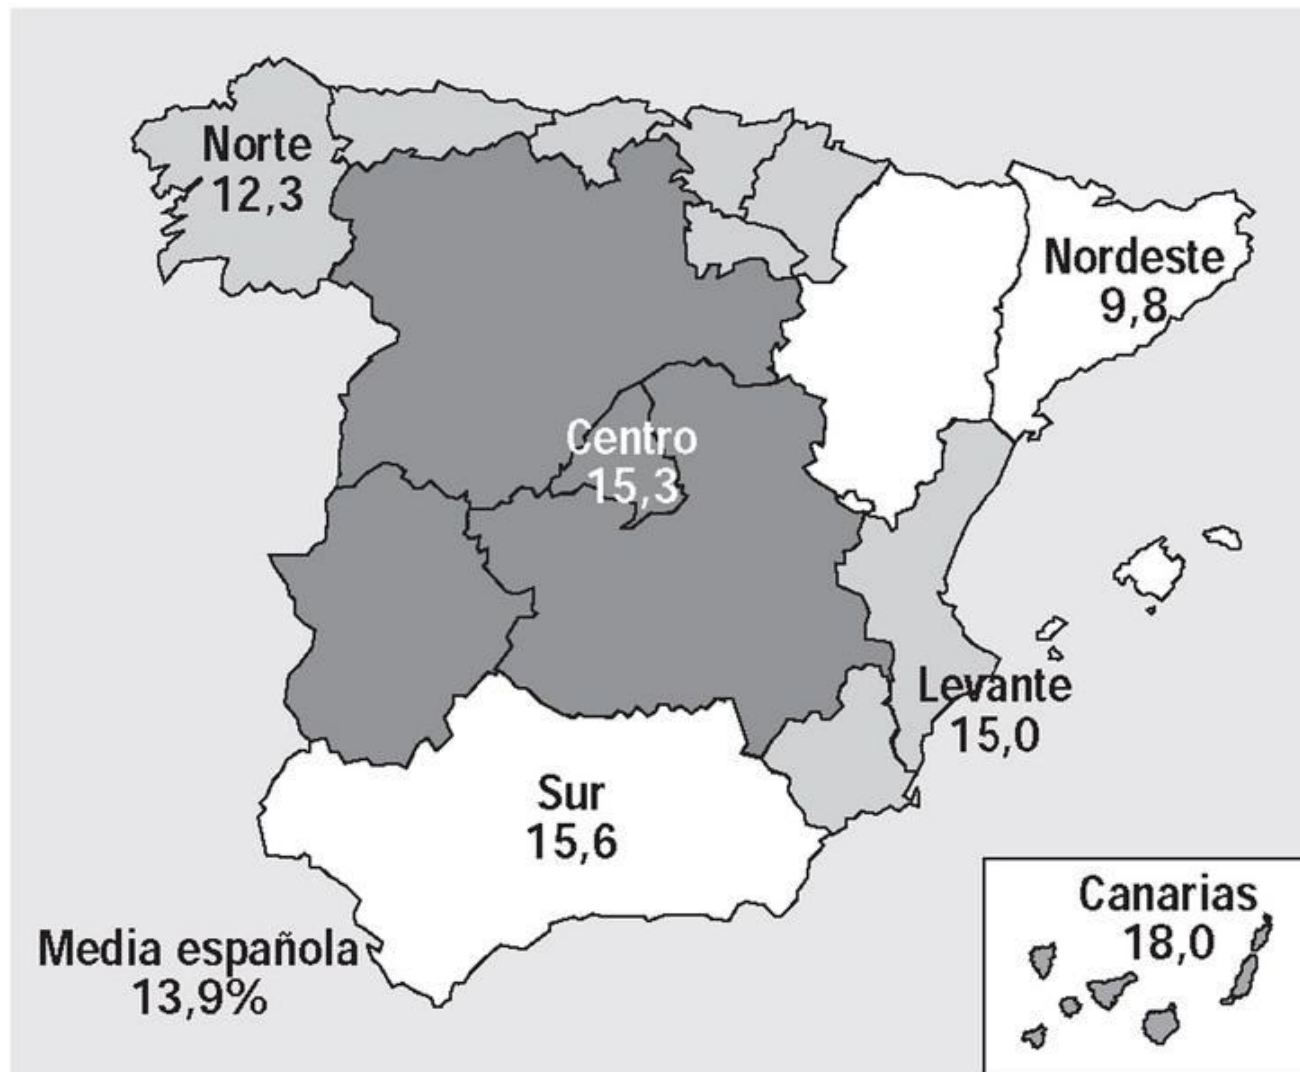 Norte
12,3
Nordeste
9,8
Centro
15,3
Levante
15,0
Sur
15,6
Canarias
18,0
Media española
13,9%